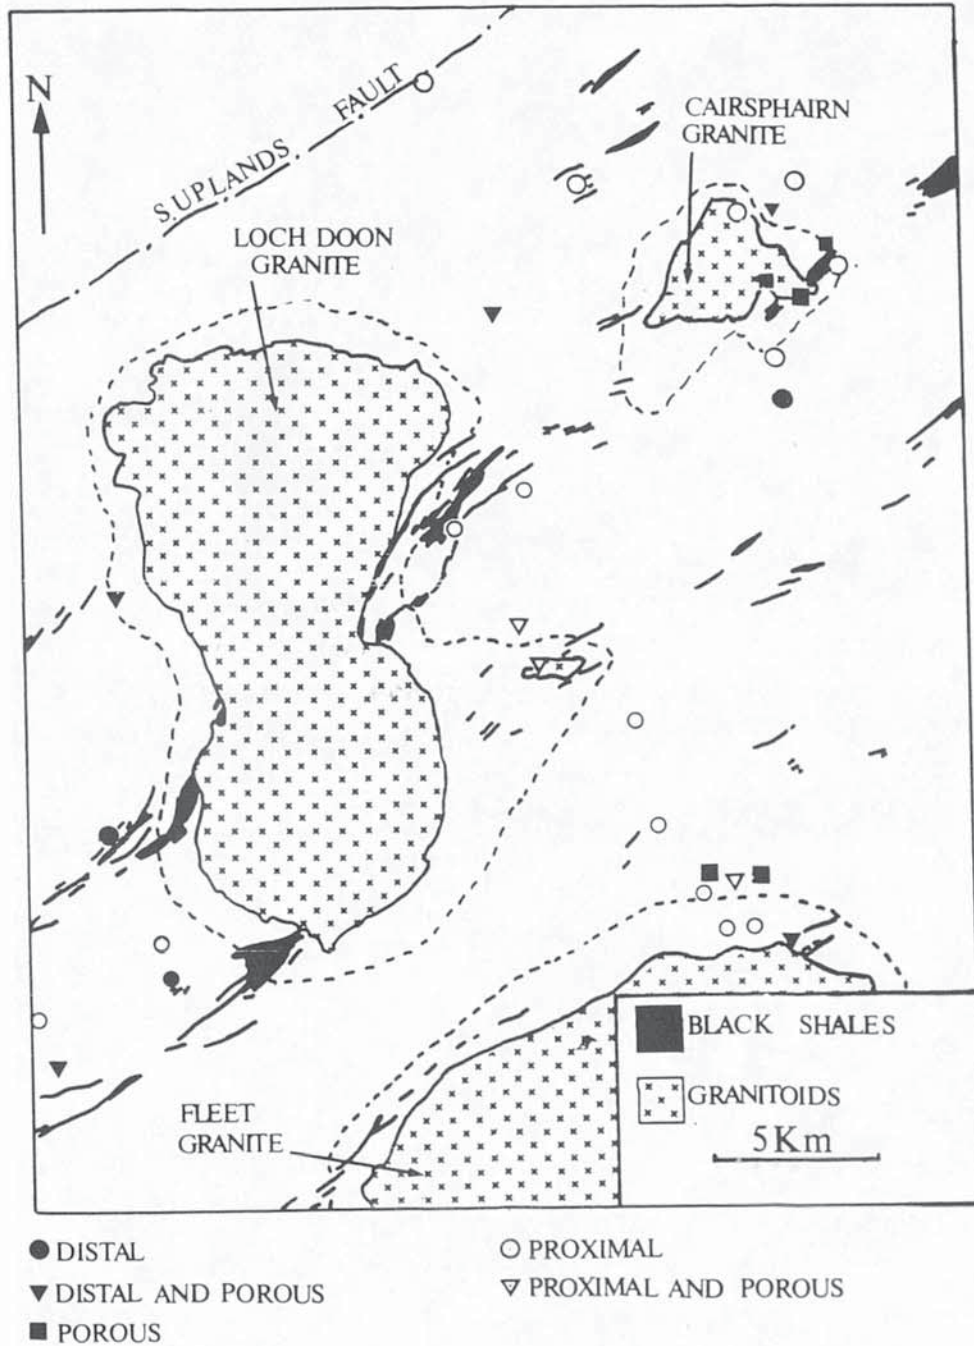 N
S UPLANDS FAULT
CAIRSPHAIRN
GRANITE
LOCH DOON
GRANITE
FLEET
GRANITE
BLACK SHALES
GRANITOIDS
5Km
DISTAL
DISTAL AND POROUS
POROUS
PROXIMAL
PROXIMAL AND POROUS